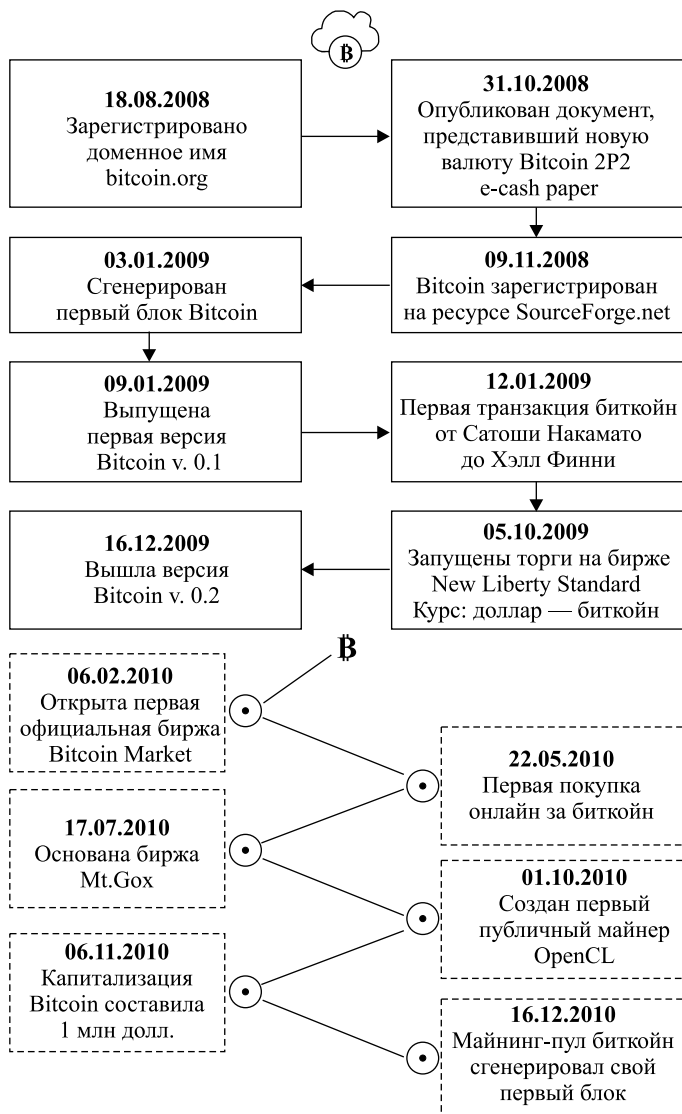 18.08.2008
Зарегистрировано
доменное имя
bitcoin.org
31.10.2008
Опубликован документ,
представивший новую
валюту Bitcoin 2P2
e-cash paper
09.11.2008
Bitcoin зарегистрирован
на ресурсе SourceForge.net
03.01.2009
Сгенерирован
первый блок Bitcoin
09.01.2009
Выпущена
первая версия
Bitcoin v. 0.1
12.01.2009
Первая транзакция биткойн
от Сатоши Накамато
до Хэлл Финни
05.10.2009
Запущены торги на бирже
New Liberty Standard
Курс: доллар — биткойн
16.12.2009
Вышла версия
Bitcoin v. 0.2
06.02.2010
Открыта первая
официальная биржа
Bitcoin Market
22.05.2010
Первая покупка
онлайн за биткойн
17.07.2010
Основана биржа
Mt.Gox
01.10.2010
Создан первый
публичный майнер
OpenCL
06.11.2010
Капитализация
Bitcoin составила
1 млн долл.
16.12.2010
Майнинг-пул биткойн
сгенерировал свой
первый блок